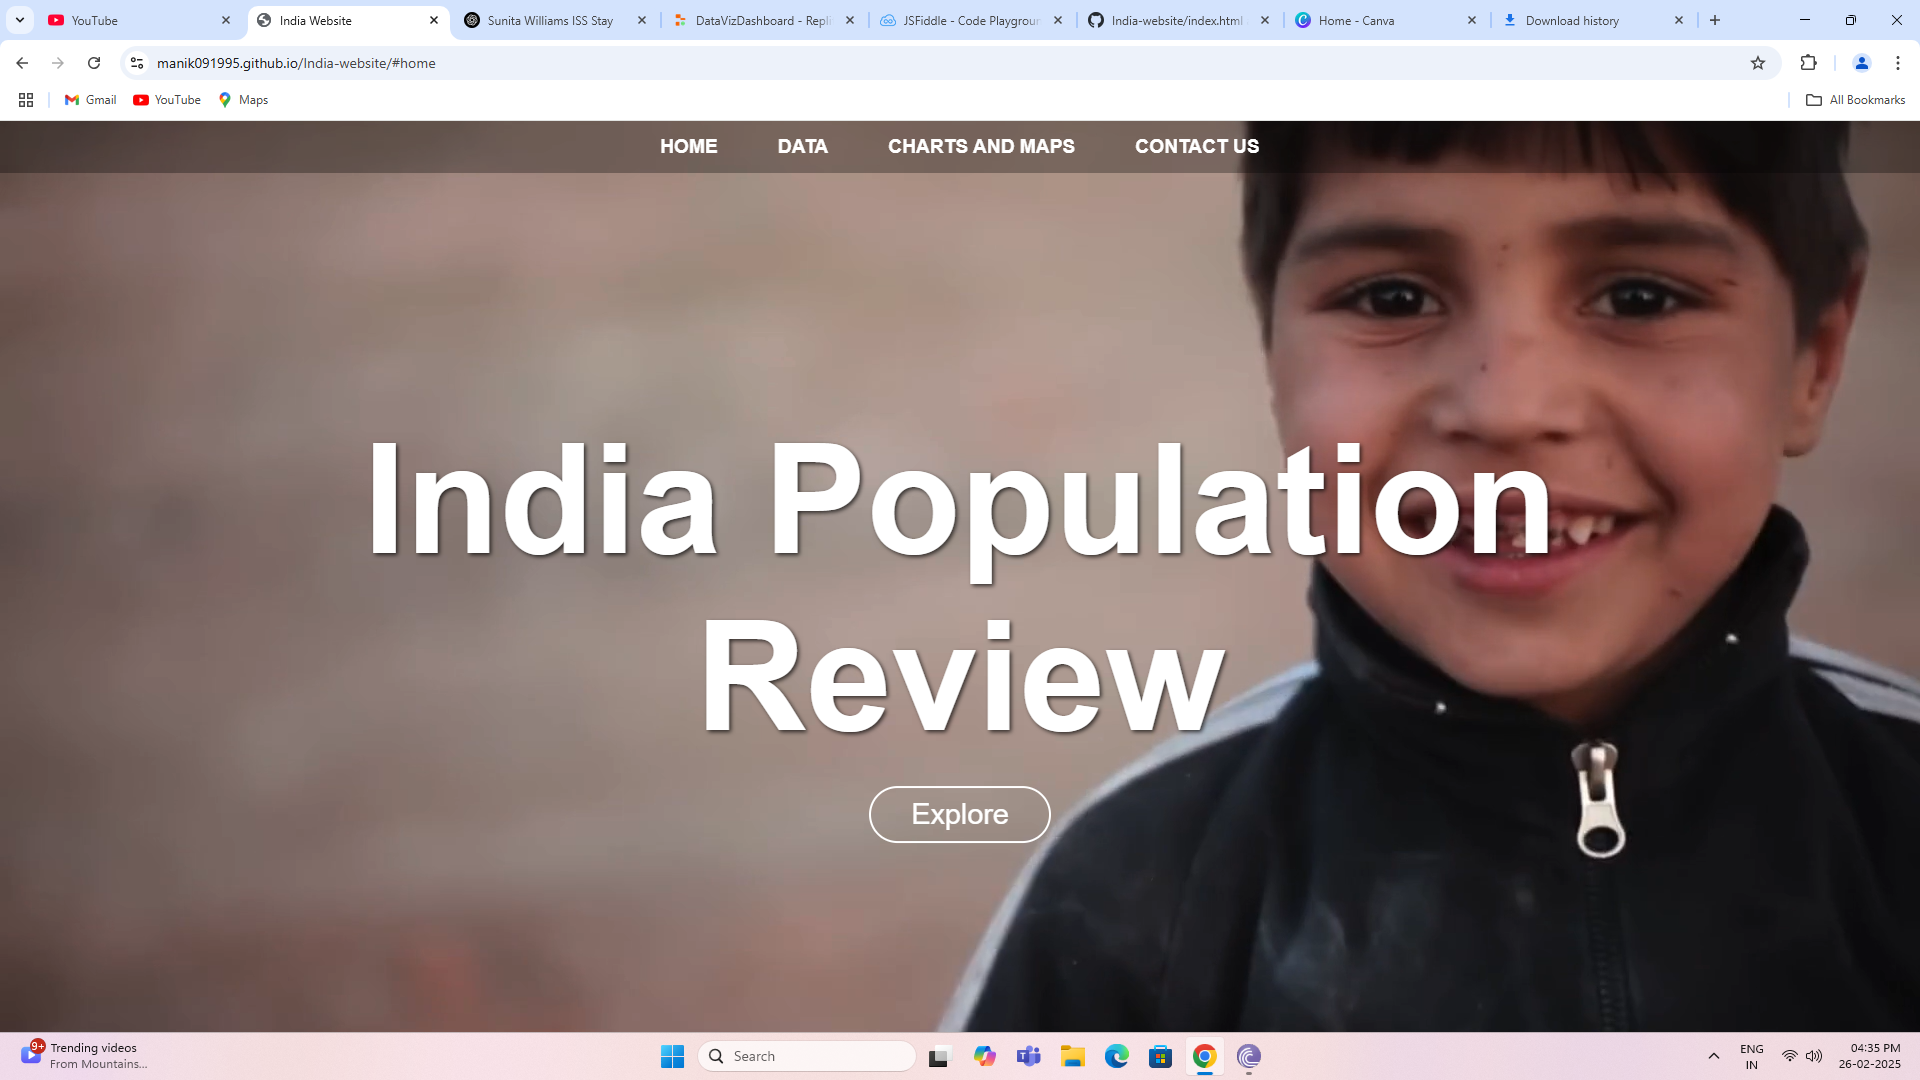 YouTube
India Website
Sunita Williams ISS Stay
DataVizDashboard - Repli
JSFiddle - Code Playgroun
India-website/index.html
Home - Canva
Download history
manik091995.github.io/India-website/#home
Gmail
YouTube
Maps
All Bookmarks
HOME
DATA
CHARTS AND MAPS
CONTACT US
India Population
Review
Explore
9+
Trending videos
From Mountains...
Search
ENG
IN
04:35 PM
26-02-2025